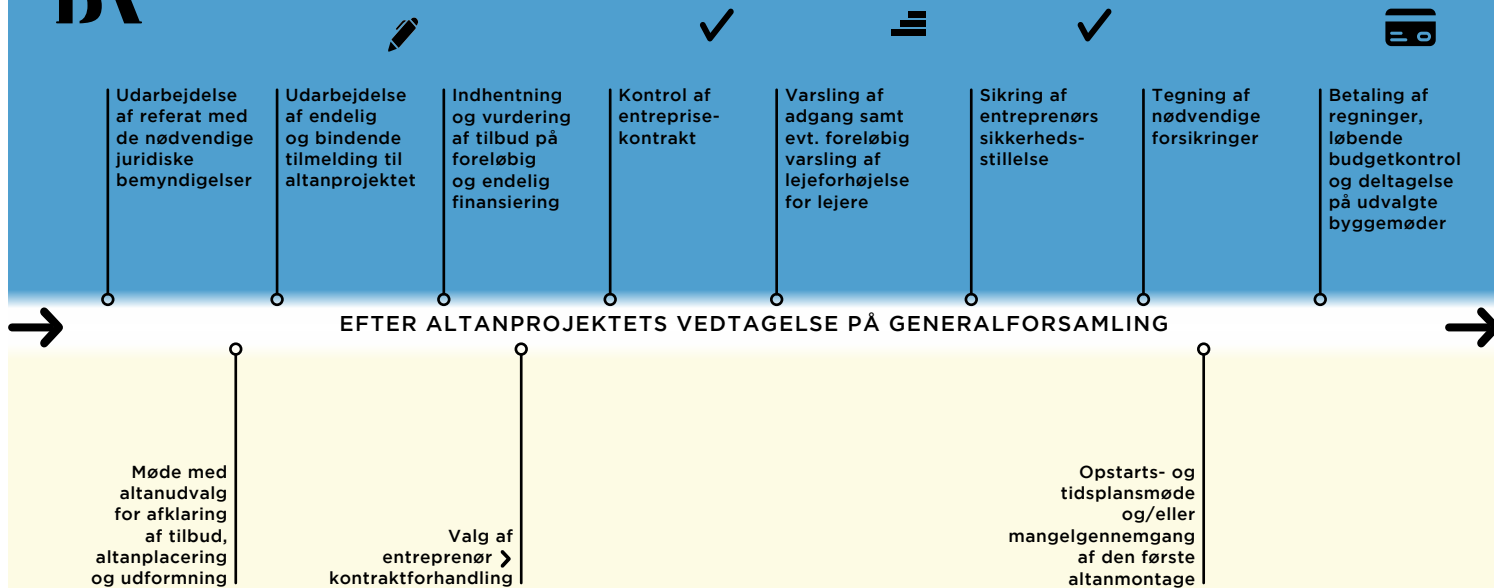 Udarbejdelse
af referat med
de nødvendige
juridiske
bemyndigelser
Udarbejdelse
af endelig
og bindende
tilmelding til
altanprojektet
Indhentning
og vurdering
af tilbud på
foreløbig
og endelig
finansiering
Kontrol af
entreprise-
kontrakt
Varsling af
adgang samt
evt. foreløbig
varsling af
lejeforhøjelse
for lejere
Sikring af
entreprenørs
sikkerheds-
stillelse
Tegning af
nødvendige
forsikringer
Betaling af
regninger,
løbende
budgetkontrol
og deltagelse
på udvalgte
byggemøder
EFTER ALTANPROJEKTETS VEDTAGELSE PÅ GENERALFORSAMLING
Møde med
altanudvalg
for afklaring
af tilbud,
altanplacering
og udformning
Valg af
entreprenør >
kontraktforhandling
Opstarts- og
tidsplansmøde
og/eller
mangelgennemgang
af den første
altanmontage